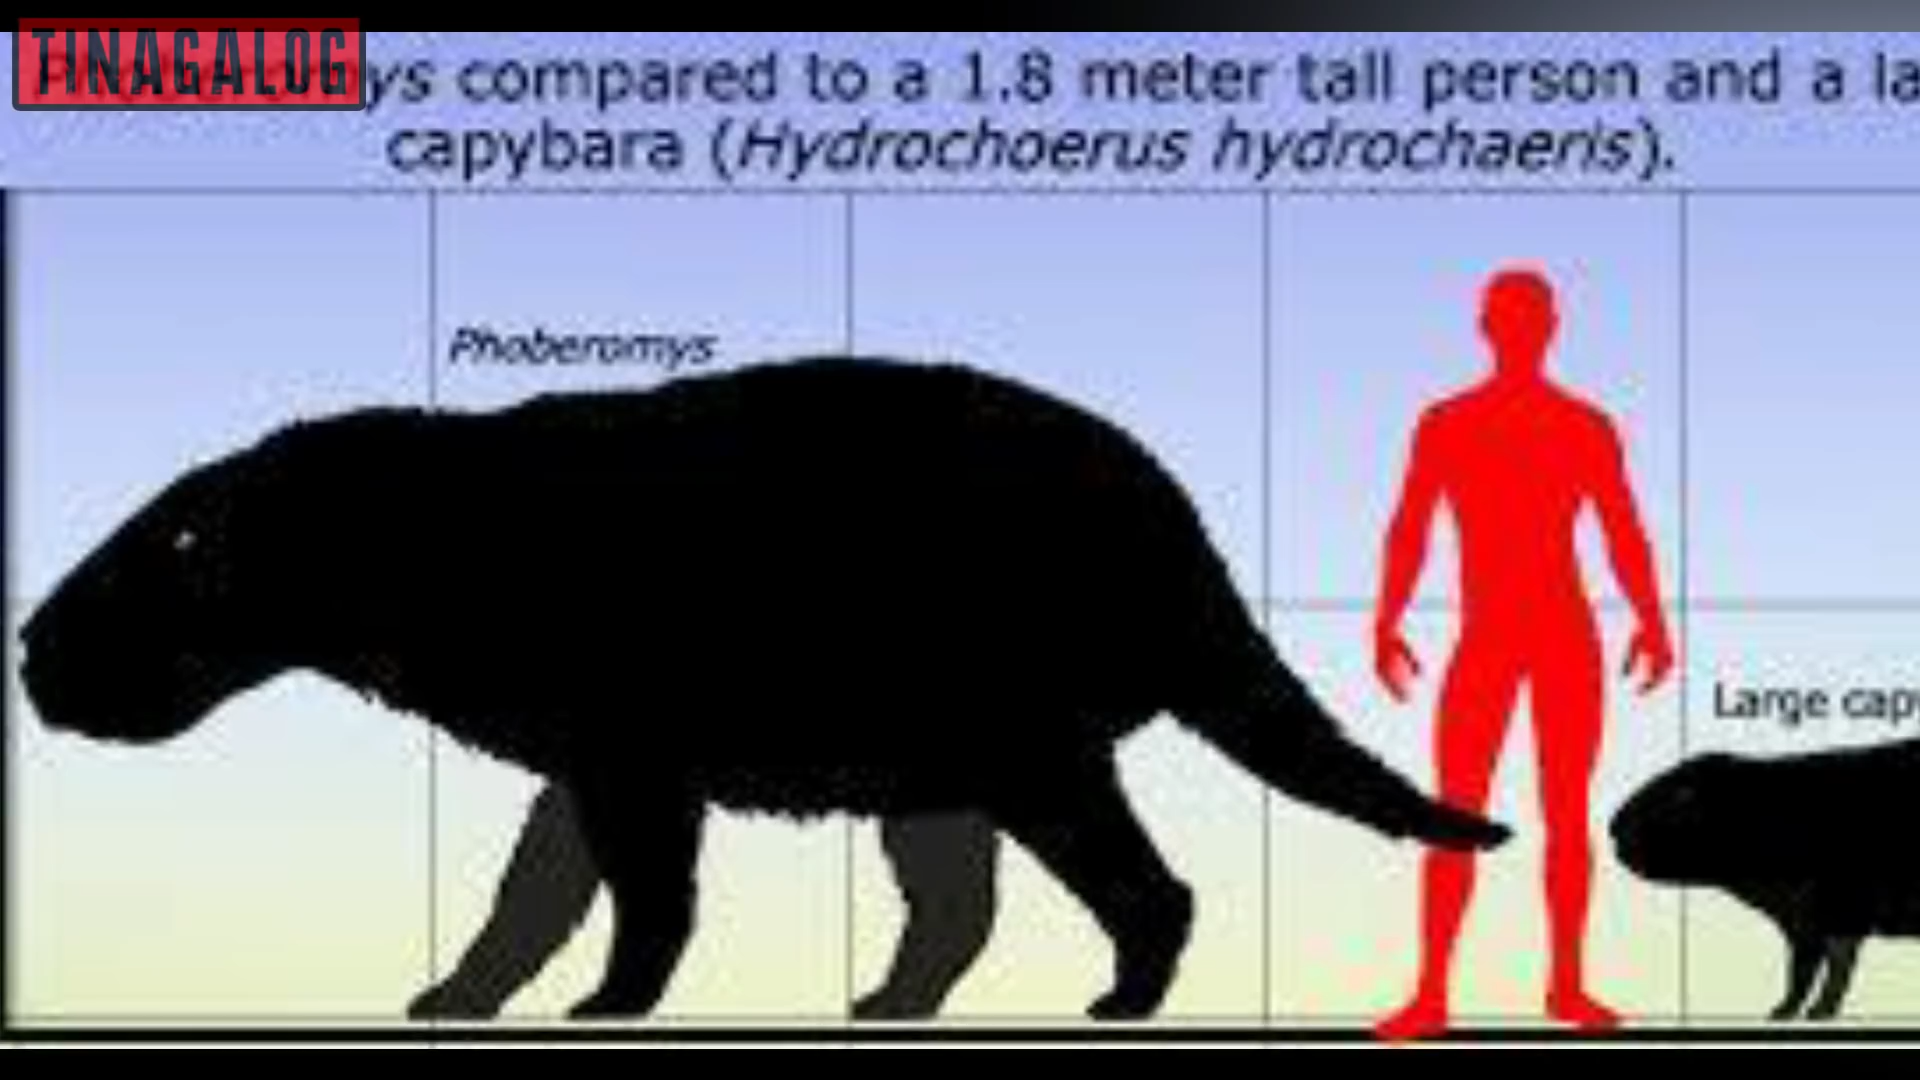 TINAGALOG
ys compared to a 1.8 meter tall person and a la
capybara (Hydrochoerus hydrochaeris).
Phoberomys
Large cap